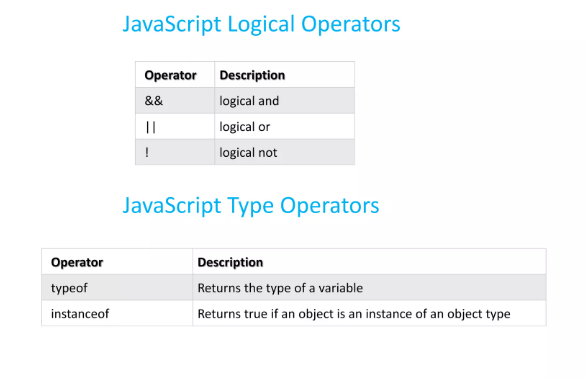 JavaScript Logical Operators
Operator Description
&& logical and
|| logical or
! logical not
JavaScript Type Operators
Operator Description
typeof Returns the type of a variable
instanceof Returns true if an object is an instance of an object type